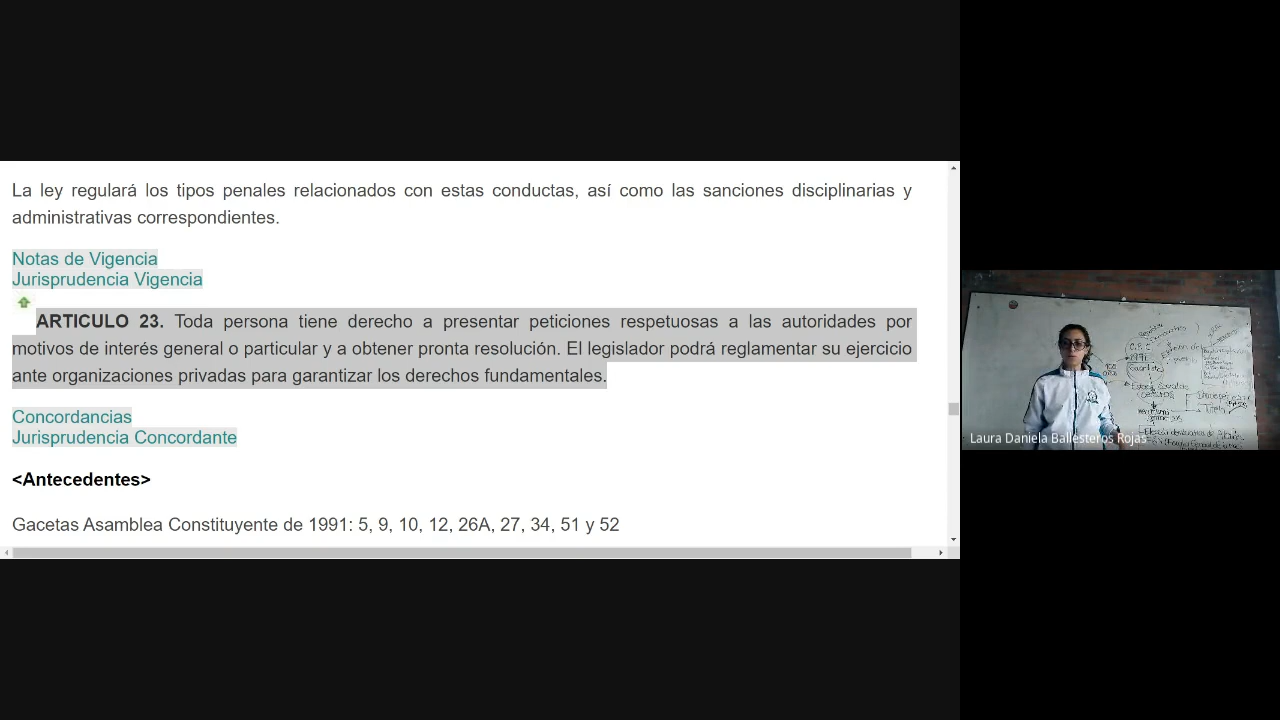 La ley regulará los tipos penales relacionados con estas conductas, así como las sanciones disciplinarias y
administrativas correspondientes.
Notas de Vigencia
Jurisprudencia Vigencia
ARTICULO 23. Toda persona tiene derecho a presentar peticiones respetuosas a las autoridades por
motivos de interés general o particular y a obtener pronta resolución. El legislador podrá reglamentar su ejercicio
ante organizaciones privadas para garantizar los derechos fundamentales.
Concordancias
Jurisprudencia Concordante
<Antecedentes>
Gacetas Asamblea Constituyente de 1991: 5, 9, 10, 12, 26A, 27, 34, 51 y 52
Laura Daniela Ballesteros Rojas